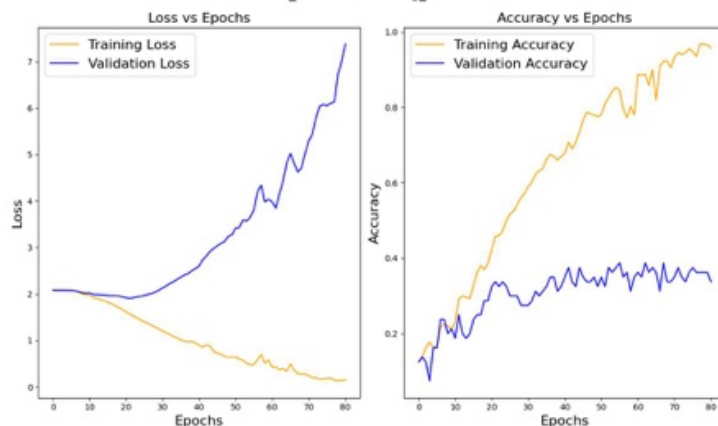 Loss vs Epochs
Training Loss
Validation Loss
7
6
5
4
3
2
1
0
Loss
0 10 20 30 40 50 60 70 80
Epochs
Accuracy vs Epochs
Training Accuracy
Validation Accuracy
1.0
0.8
0.6
0.4
0.2
Accuracy
0 10 20 30 40 50 60 70 80
Epochs